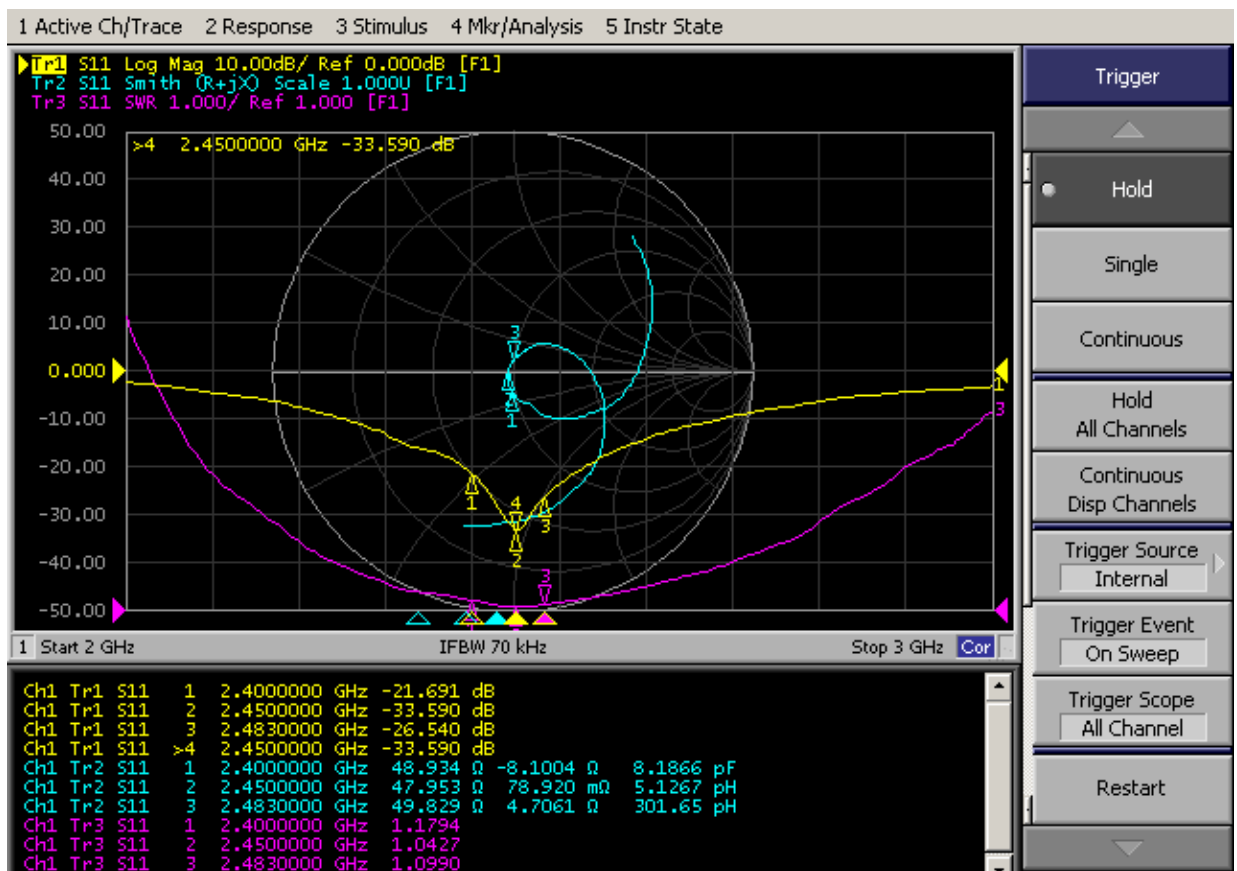 1 Active Ch/Trace 2 Response 3 Stimulus 4 Mkr/Analysis 5 Instr State
Tr1 S11 Log Mag 10.00dB/ Ref 0.000dB [F1]
Tr2 S11 Smith (R+jX) Scale 1.000U [F1]
Tr3 S11 SWR 1.000/ Ref 1.000 [F1]
50.00
>4 2.4500000 GHz -33.590 dB
40.00
30.00
20.00
10.00
0.000
-10.00
-20.00
-30.00
-40.00
-50.00
3
1
1
4
3
2
3
1
3
1 Start 2 GHz IFBW 70 kHz Stop 3 GHz Cor
Ch1 Tr1 S11 1 2.4000000 GHz -21.691 dB
Ch1 Tr1 S11 2 2.4500000 GHz -33.590 dB
Ch1 Tr1 S11 3 2.4830000 GHz -26.540 dB
Ch1 Tr1 S11 >4 2.4500000 GHz -33.590 dB
Ch1 Tr2 S11 1 2.4000000 GHz 48.934 Ω -8.1004 Ω 8.1866 pF
Ch1 Tr2 S11 2 2.4500000 GHz 47.953 Ω 78.920 mΩ 5.1267 pH
Ch1 Tr2 S11 3 2.4830000 GHz 49.829 Ω 4.7061 Ω 301.65 pH
Ch1 Tr3 S11 1 2.4000000 GHz 1.1794
Ch1 Tr3 S11 2 2.4500000 GHz 1.0427
Ch1 Tr3 S11 3 2.4830000 GHz 1.0990
Trigger
Hold
Single
Continuous
Hold
All Channels
Continuous
Disp Channels
Trigger Source
Internal
Trigger Event
On Sweep
Trigger Scope
All Channel
Restart